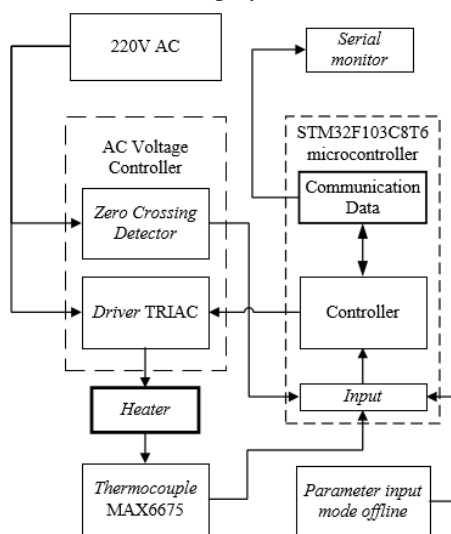 220V AC
Serial
monitor
AC Voltage
Controller
STM32F103C8T6
microcontroller
Zero Crossing
Detector
Communication
Data
Driver TRIAC
Controller
Heater
Input
Thermocouple
MAX6675
Parameter input
mode offline